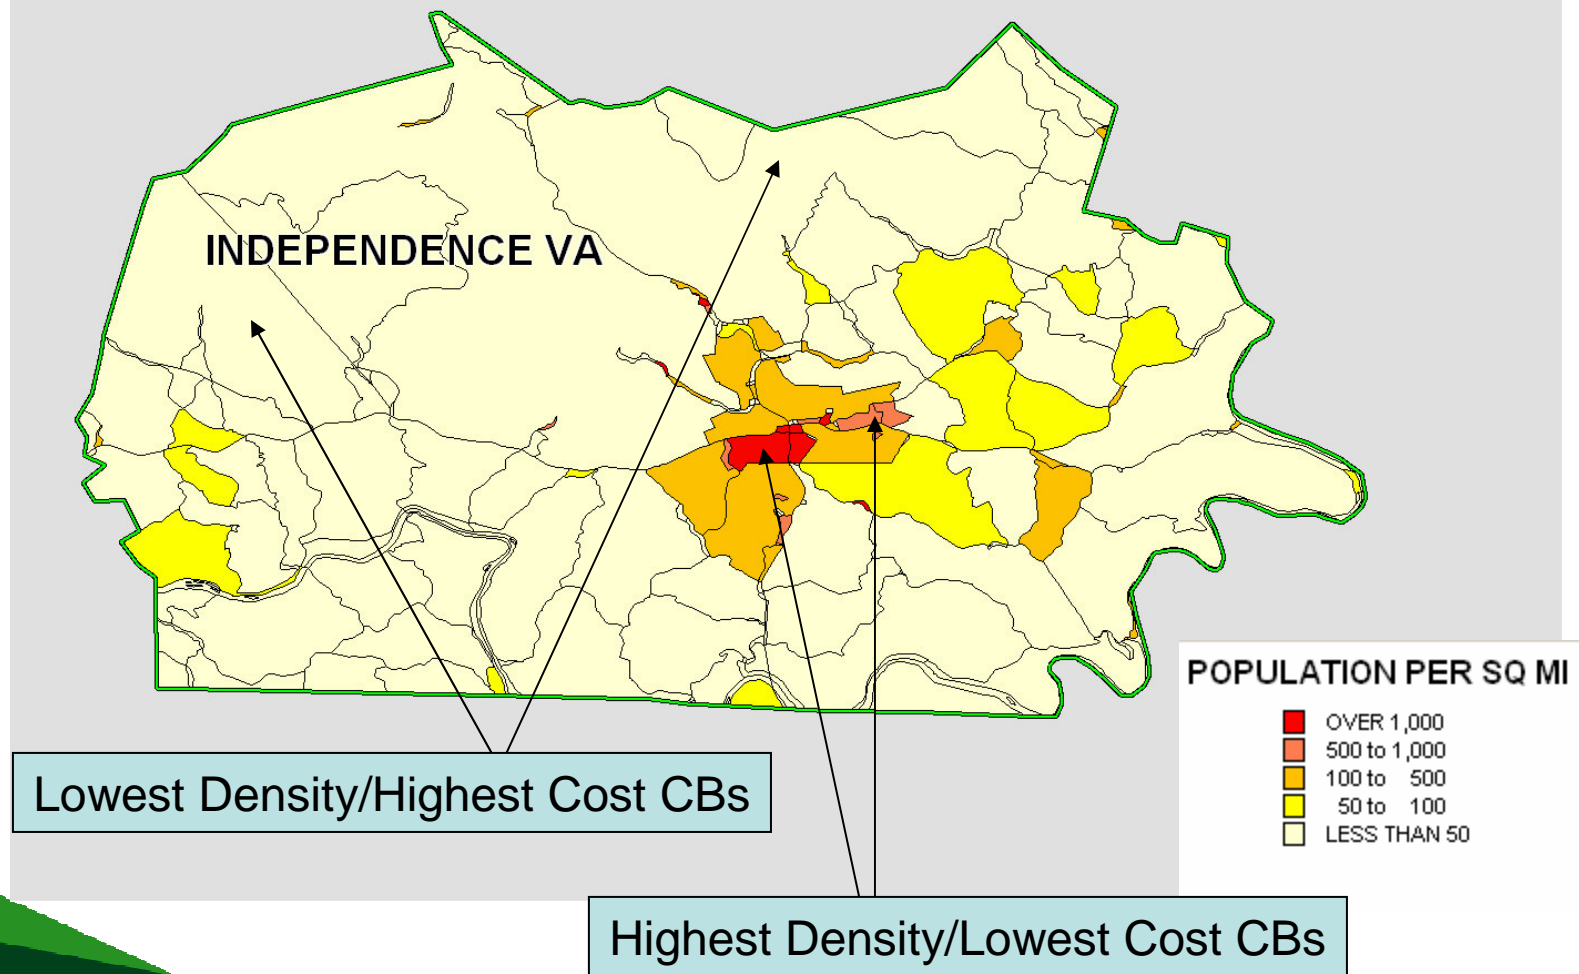 INDEPENDENCE VA
POPULATION PER SQ MI
OVER 1,000
500 to 1,000
100 to 500
50 to 100
LESS THAN 50
Lowest Density/Highest Cost CBs
Highest Density/Lowest Cost CBs